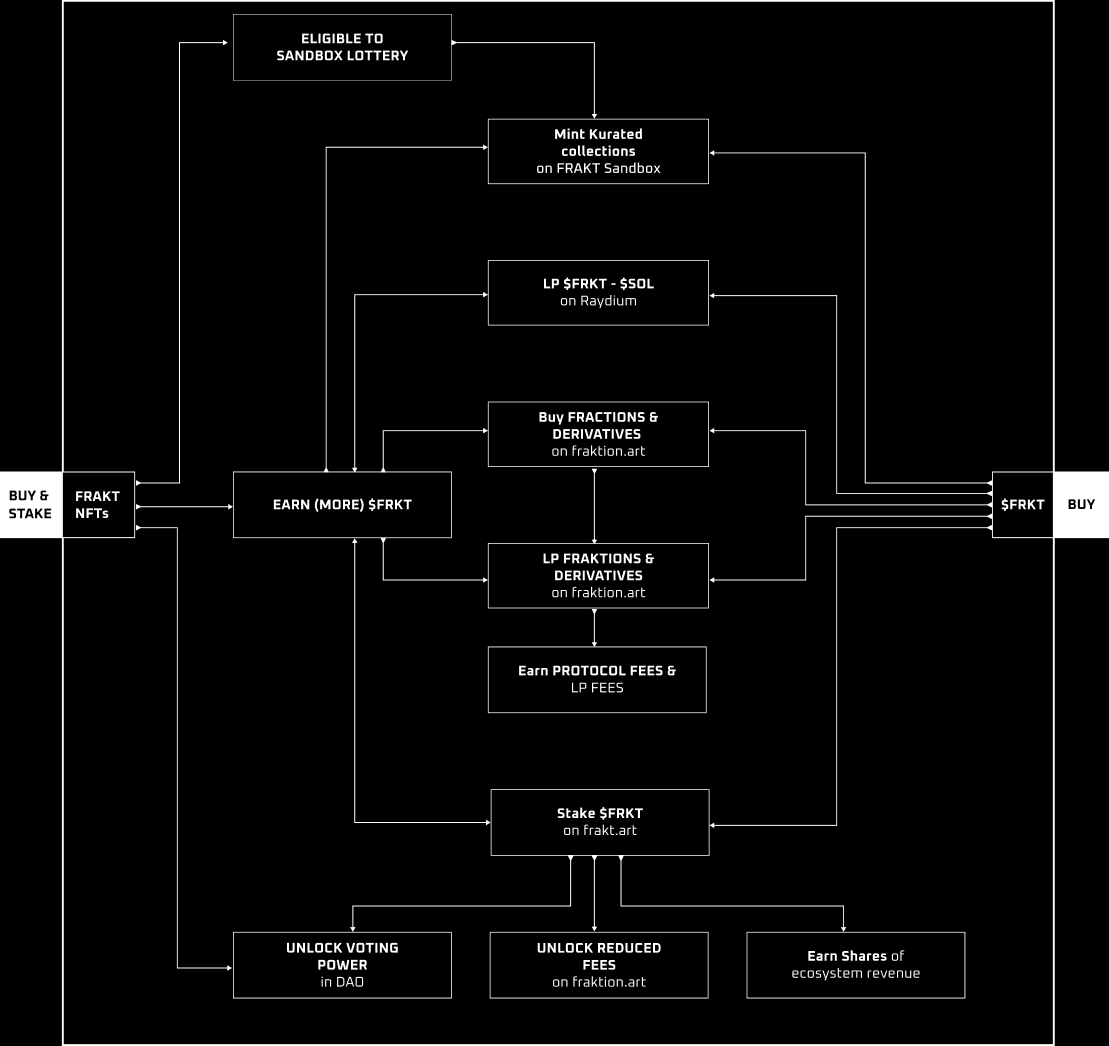 ELIGIBLE TO
SANDBOX LOTTERY
Mint Kurated
collections
on FRAKT Sandbox
LP $FRKT - $SOL
on Raydium
Buy FRACTIONS &
DERIVATIVES
on fraktion.art
BUY &
STAKE
FRAKT
NFTs
EARN (MORE) $FRKT
$FRKT
BUY
LP FRAKTIONS &
DERIVATIVES
on fraktion.art
Earn PROTOCOL FEES &
LP FEES
Stake $FRKT
on frakt.art
UNLOCK VOTING
POWER
in DAO
UNLOCK REDUCED
FEES
on fraktion.art
Earn Shares of
ecosystem revenue